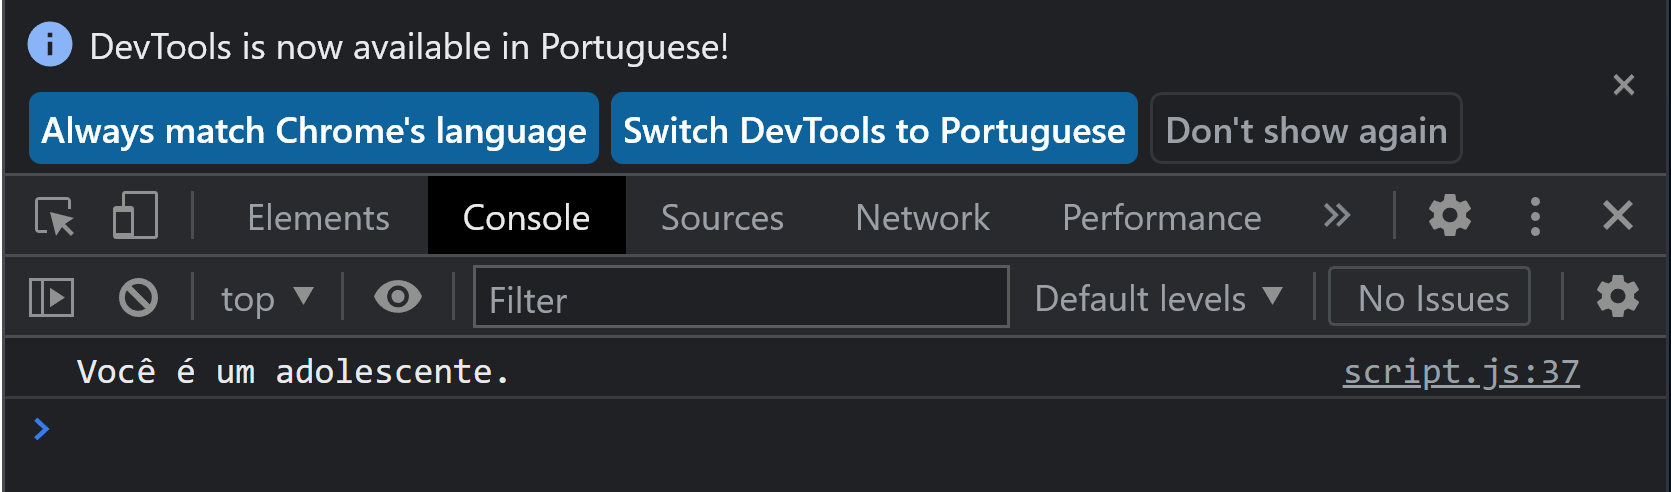 DevTools is now available in Portuguese!
Always match Chrome's language Switch DevTools to Portuguese Don't show again
Elements Console Sources Network Performance
top Filter Default levels No Issues
Você é um adolescente. script.js:37